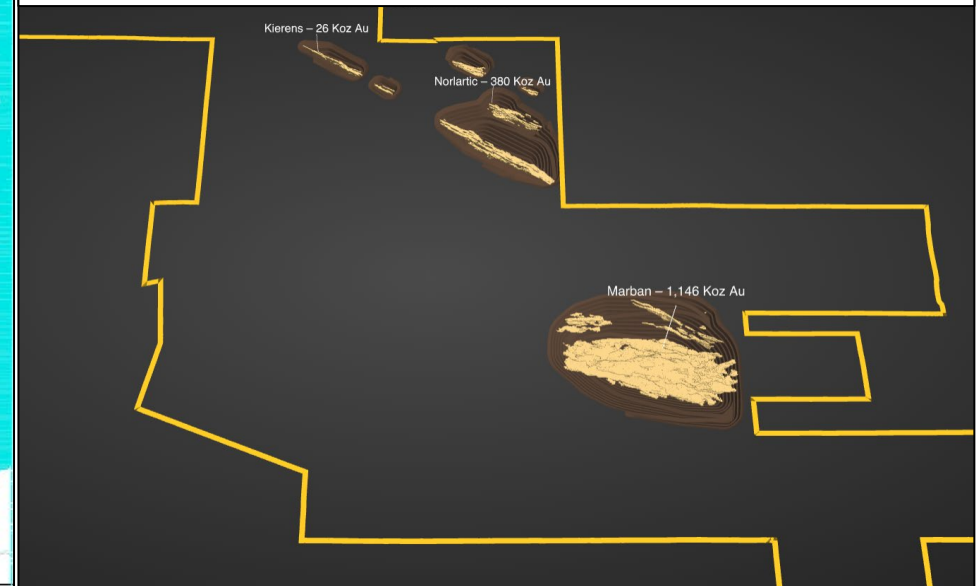 Kierens – 26 Koz Au
Norlartic – 380 Koz Au
Marban – 1,146 Koz Au